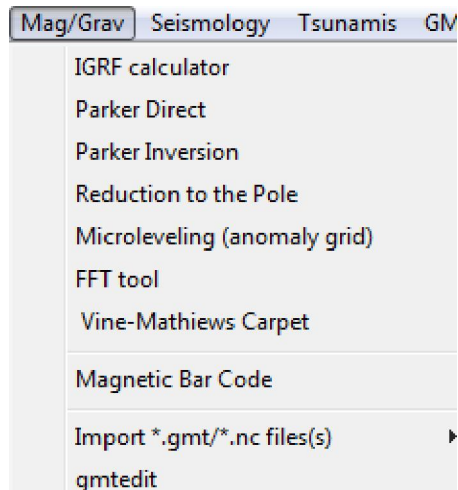 Mag/Grav Seismology Tsunamis GM
IGRF calculator
Parker Direct
Parker Inversion
Reduction to the Pole
Microleveling (anomaly grid)
FFT tool
Vine-Mathiews Carpet
Magnetic Bar Code
Import *.gmt/*.nc files(s)
gmtedit